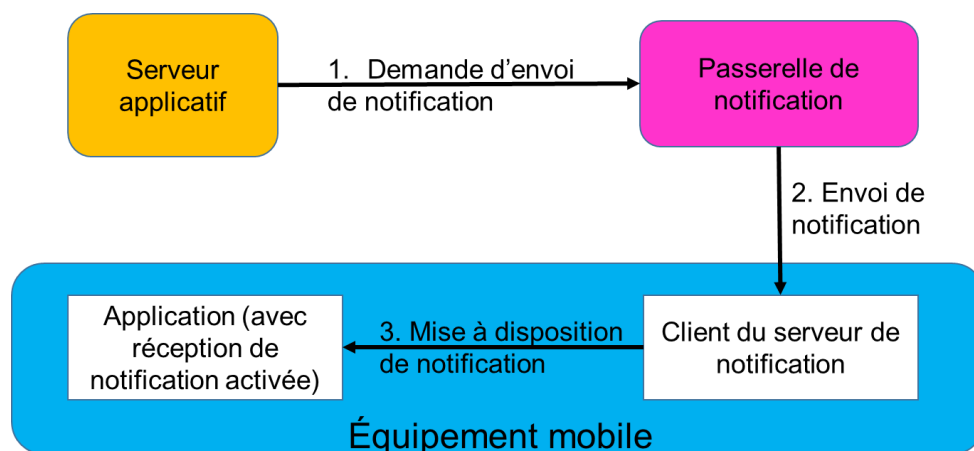 Serveur
applicatif
1. Demande d'envoi
de notification
Passerelle de
notification
2. Envoi de
notification
Application (avec
réception de
notification activée)
3. Mise à disposition
de notification
Client du serveur de
notification
Équipement mobile